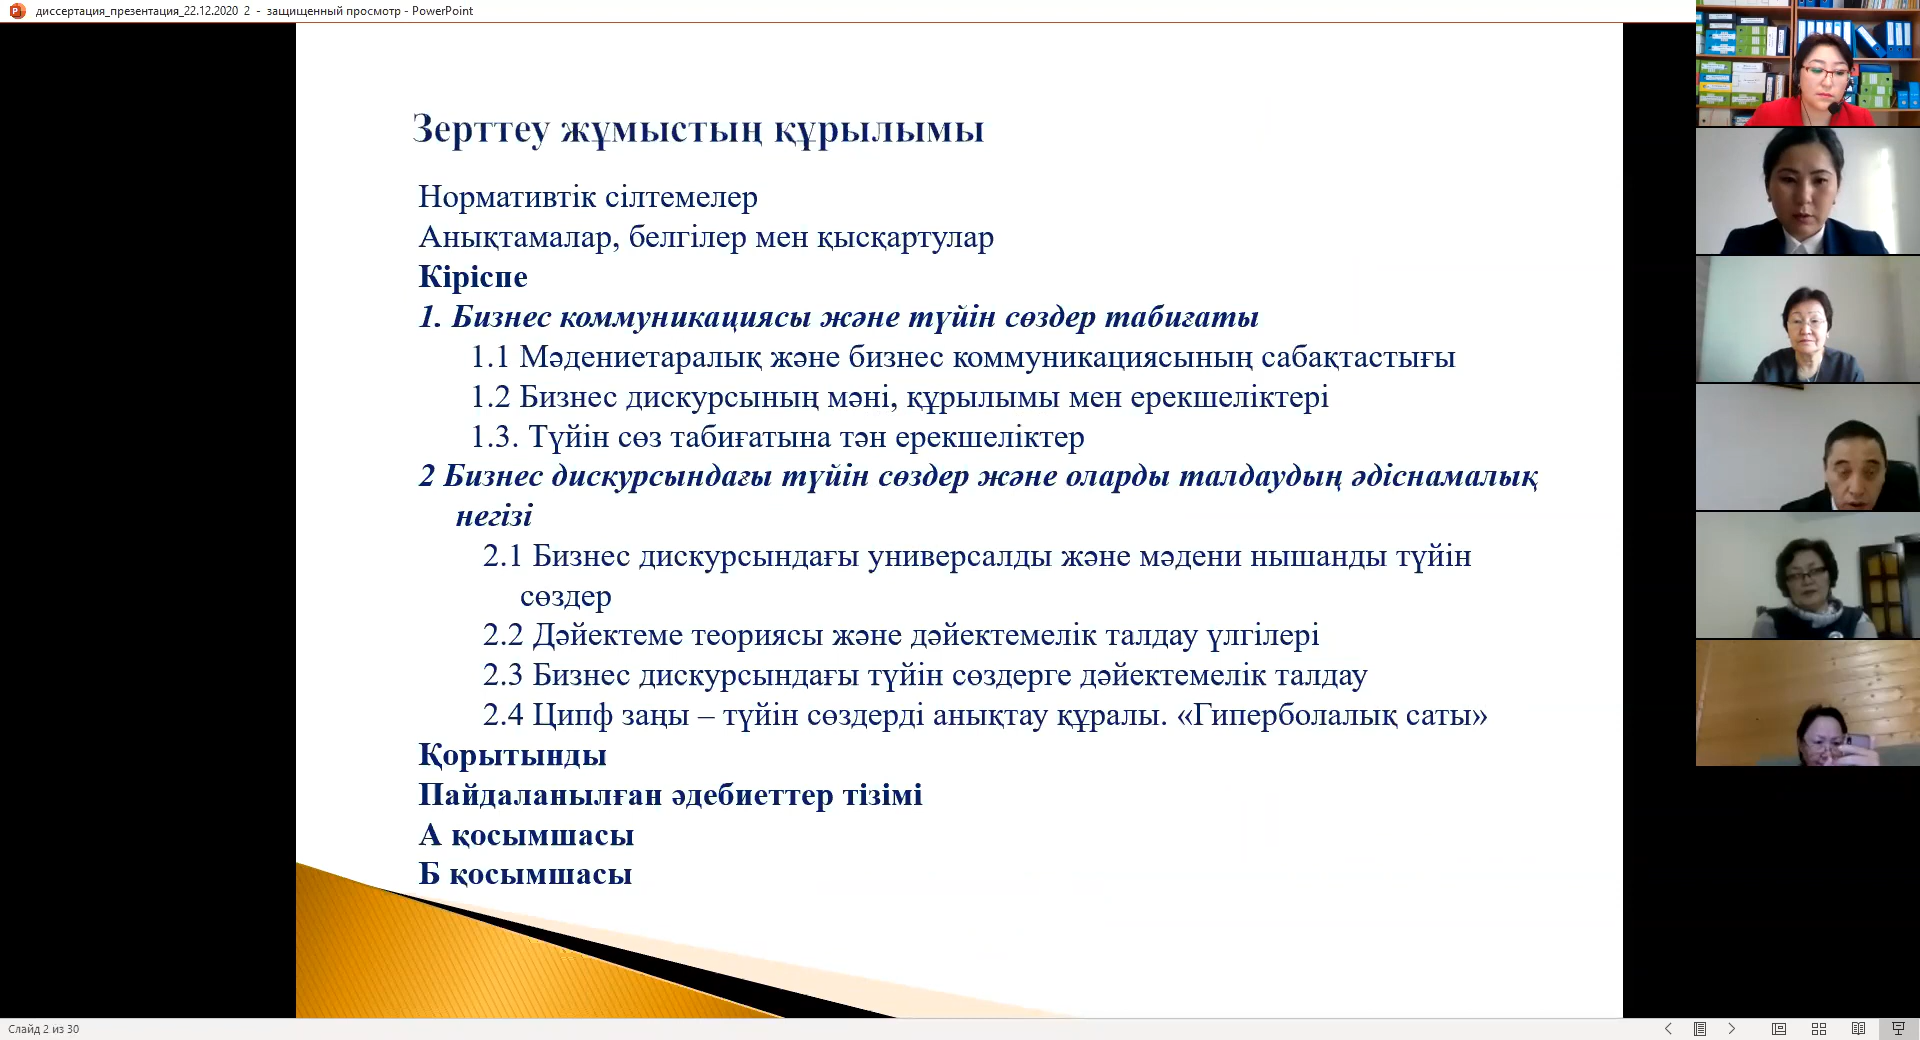 диссертация_презентация_22.12.2020 2 - защищенный просмотр - PowerPoint
Зерттеу жұмыстың құрылымы
Нормативтік сілтемелер
Анықтамалар, белгілер мен қысқартулар
Кіріспе
1. Бизнес коммуникациясы және түйін сөздер табиғаты
1.1 Мәдениетаралық және бизнес коммуникациясының сабақтастығы
1.2 Бизнес дискурсының мәні, құрылымы мен ерекшеліктері
1.3. Түйін сөз табиғатына тән ерекшеліктер
2 Бизнес дискурсындағы түйін сөздер және оларды талдаудың әдіснамалық
негізі
2.1 Бизнес дискурсындағы универсалды және мәдени нышанды түйін
сөздер
2.2 Дәйектеме теориясы және дәйектемелік талдау үлгілері
2.3 Бизнес дискурсындағы түйін сөздерге дәйектемелік талдау
2.4 Ципф заңы – түйін сөздерді анықтау құралы. «Гиперболалық саты»
Қорытынды
Пайдаланылған әдебиеттер тізімі
А қосымшасы
Б қосымшасы
Слайд 2 из 30